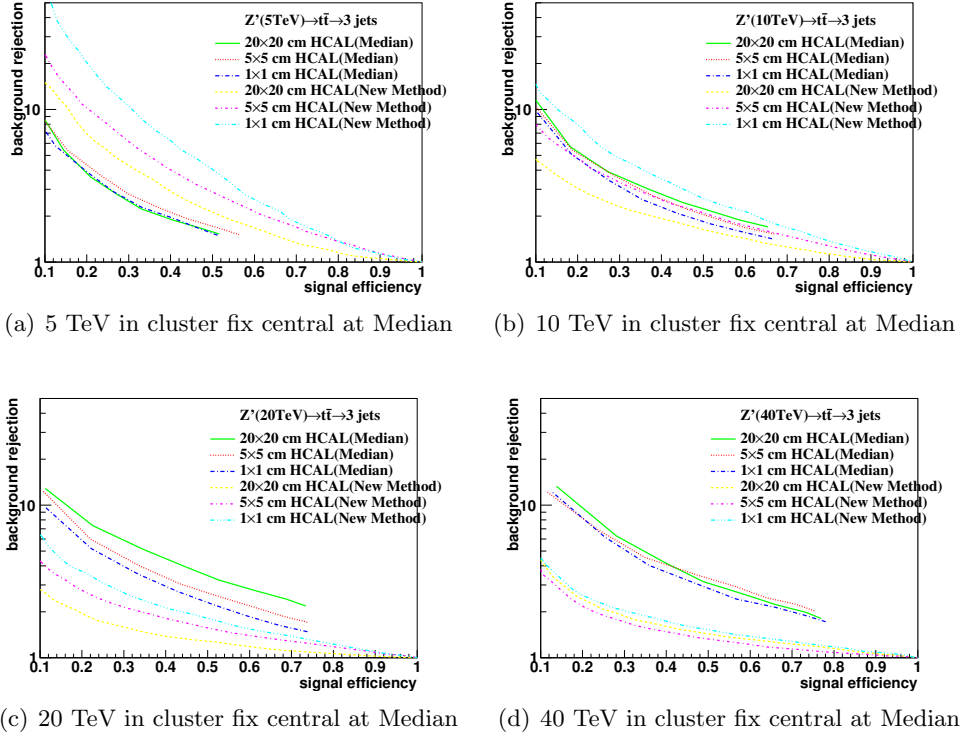 background rejection
10
1
Z'(5TeV)→tt̄→3 jets
20×20 cm HCAL(Median)
5×5 cm HCAL(Median)
1×1 cm HCAL(Median)
20×20 cm HCAL(New Method)
5×5 cm HCAL(New Method)
1×1 cm HCAL(New Method)
0.1 0.2 0.3 0.4 0.5 0.6 0.7 0.8 0.9 1
signal efficiency
(a) 5 TeV in cluster fix central at Median
background rejection
10
1
Z'(10TeV)→tt̄→3 jets
20×20 cm HCAL(Median)
5×5 cm HCAL(Median)
1×1 cm HCAL(Median)
20×20 cm HCAL(New Method)
5×5 cm HCAL(New Method)
1×1 cm HCAL(New Method)
0.1 0.2 0.3 0.4 0.5 0.6 0.7 0.8 0.9 1
signal efficiency
(b) 10 TeV in cluster fix central at Median
background rejection
10
1
Z'(20TeV)→tt̄→3 jets
20×20 cm HCAL(Median)
5×5 cm HCAL(Median)
1×1 cm HCAL(Median)
20×20 cm HCAL(New Method)
5×5 cm HCAL(New Method)
1×1 cm HCAL(New Method)
0.1 0.2 0.3 0.4 0.5 0.6 0.7 0.8 0.9 1
signal efficiency
(c) 20 TeV in cluster fix central at Median
background rejection
10
1
Z'(40TeV)→tt̄→3 jets
20×20 cm HCAL(Median)
5×5 cm HCAL(Median)
1×1 cm HCAL(Median)
20×20 cm HCAL(New Method)
5×5 cm HCAL(New Method)
1×1 cm HCAL(New Method)
0.1 0.2 0.3 0.4 0.5 0.6 0.7 0.8 0.9 1
signal efficiency
(d) 40 TeV in cluster fix central at Median